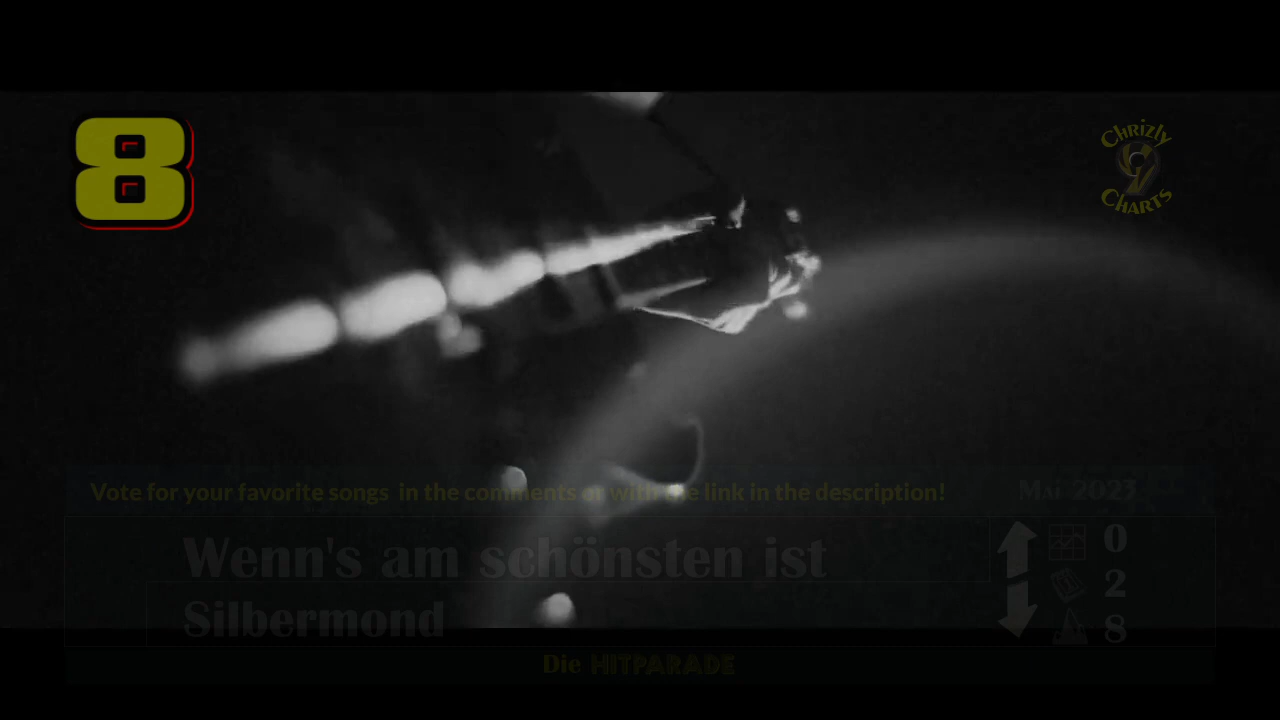 8
Chrizly
C9
Charts
Vote for your favorite songs in the comments or with the link in the description!
Mai 2023
Wenn's am schönsten ist
0
2
Silbermond
8
Die HITPARADE